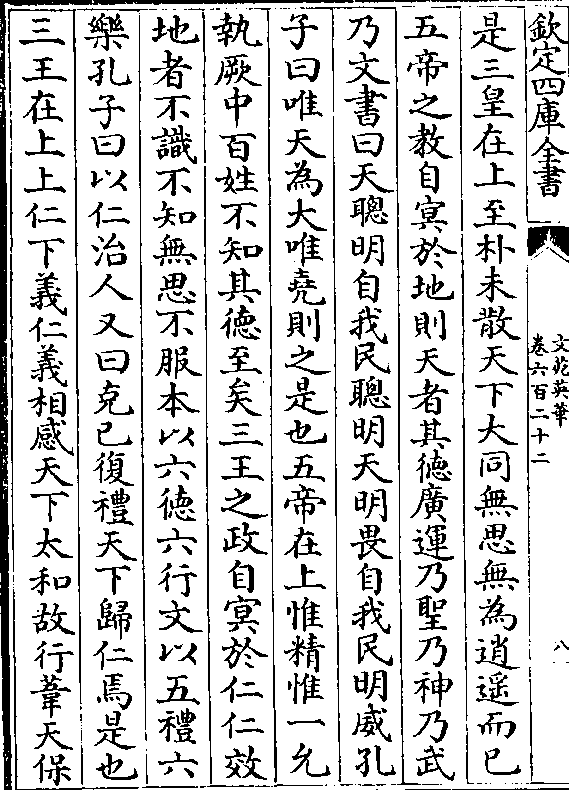 欽定四庫全書
文苑英華
卷六百二十二
八
是三皇在上至朴未散天下大同無思無為逍遥而已
五帝之教自㝠於地則天者其徳廣運乃聖乃神乃武
乃文書曰天聰明自我民聰明天明畏自我民明威孔
子曰唯天為大唯堯則之是也五帝在上惟精惟一允
執厥中百姓不知其徳至矣三王之政自㝠於仁仁效
地者不識不知無思不服本以六徳六行文以五禮六
樂孔子曰以仁治人又曰克已復禮天下歸仁焉是也
三王在上上仁下義仁義相感天下太和故行葦天保